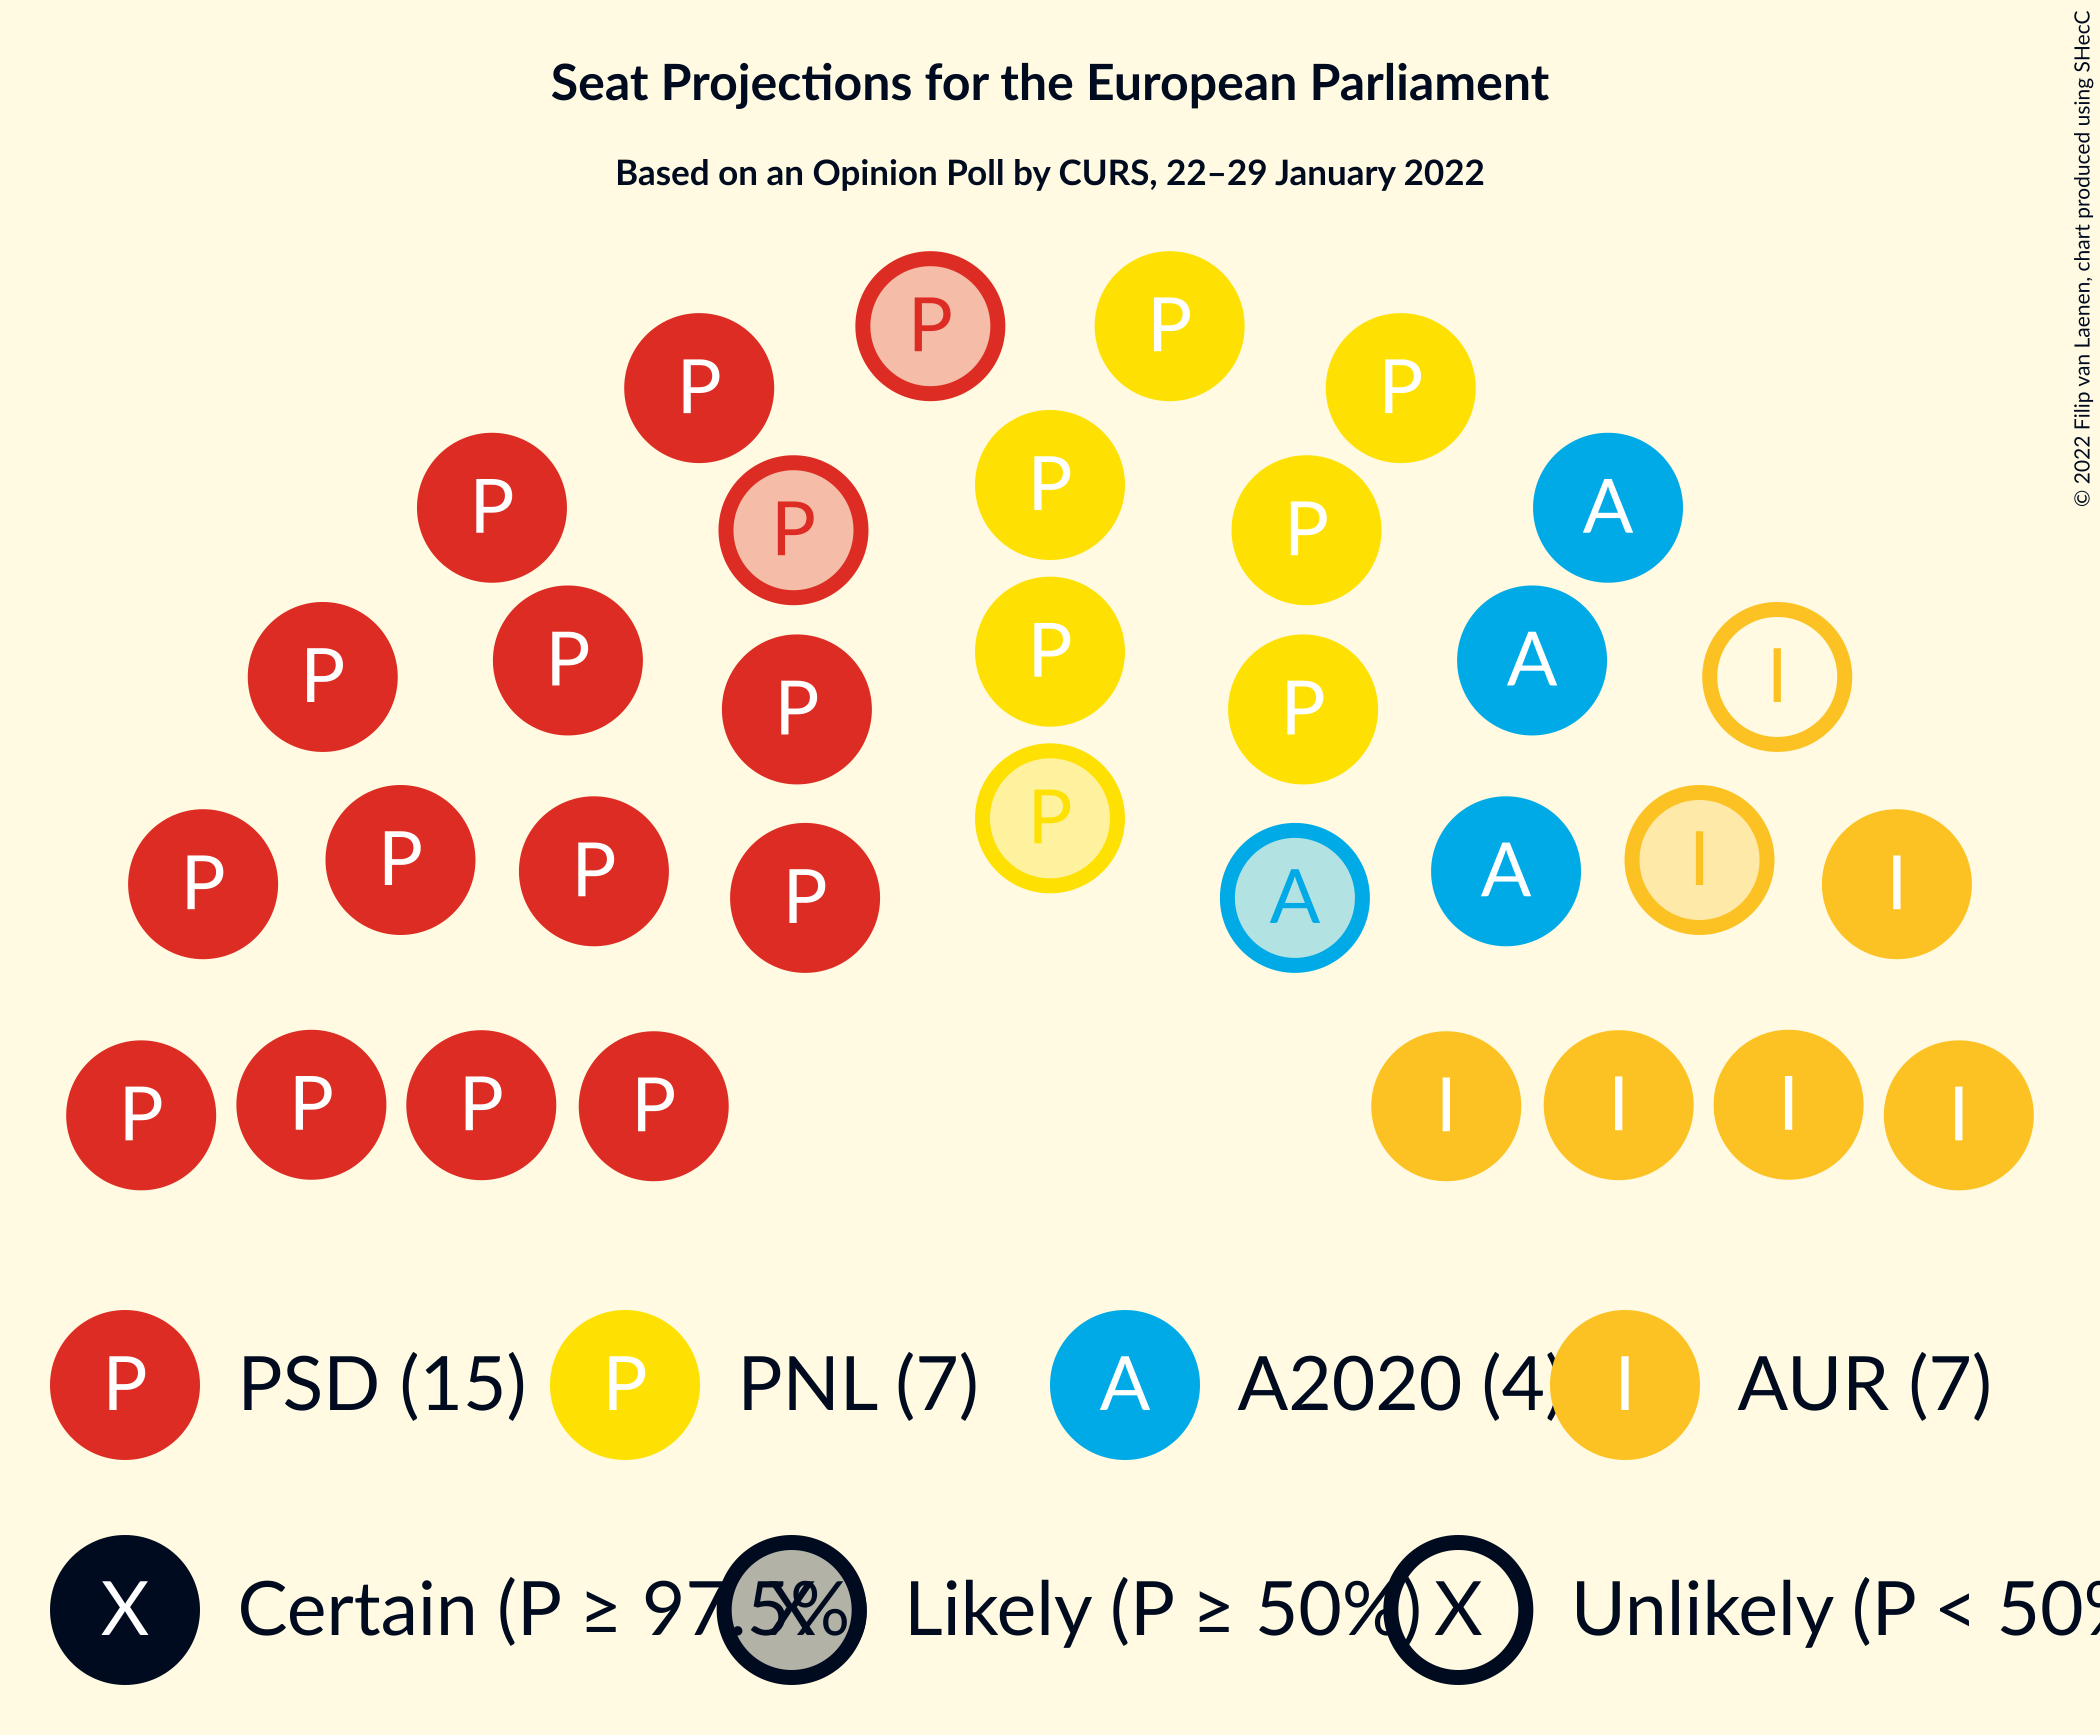 Seat Projections for the European Parliament
Based on an Opinion Poll by CURS, 22–29 January 2022
© 2022 Filip van Laenen, chart produced using SHecC
P P P
P
P P P P A
P P P
P P P P A I
P
P P P P A A I I
P P P P I I I I
P PSD (15) P PNL (7) A A2020 (4) I AUR (7)
X Certain (P ≥ 97.5% X Likely (P ≥ 50%) X Unlikely (P < 50%